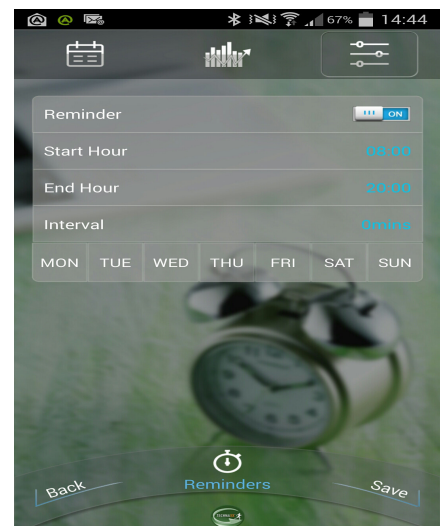 67% 14:44
Reminder ON
Start Hour 08:00
End Hour 20:00
Interval 0mins
MON TUE WED THU FRI SAT SUN
Back Reminders Save